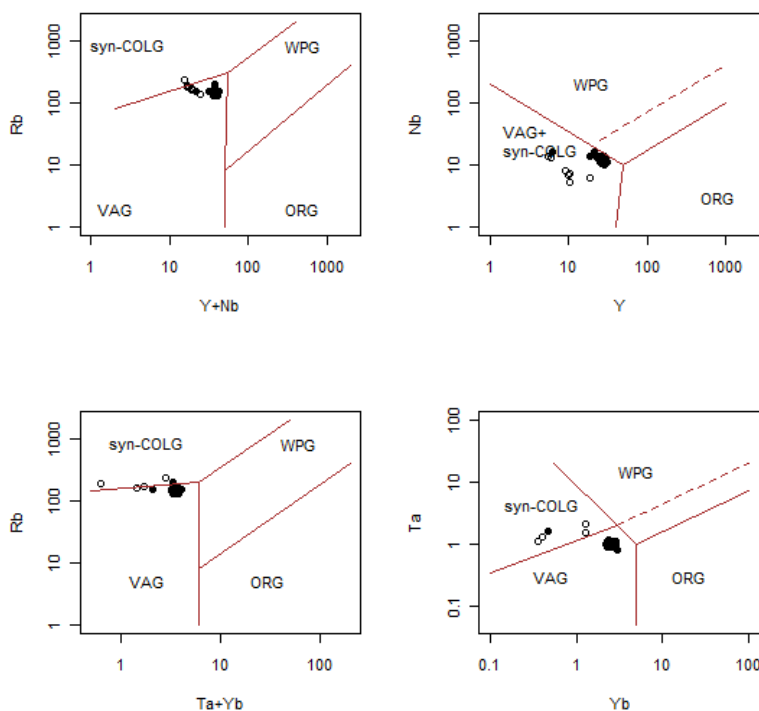 syn-COLG
WPG
VAG
ORG
Rb
1 10 100 1000
1 10 100 1000
Y+Nb
WPG
VAG+
syn-COLG
ORG
Nb
1 10 100 1000
1 10 100 1000
Y
syn-COLG
WPG
VAG
ORG
Rb
1 10 100 1000
1 10 100
Ta+Yb
WPG
syn-COLG
VAG
ORG
Ta
0.1 1 10 100
0.1 1 10 100
Yb